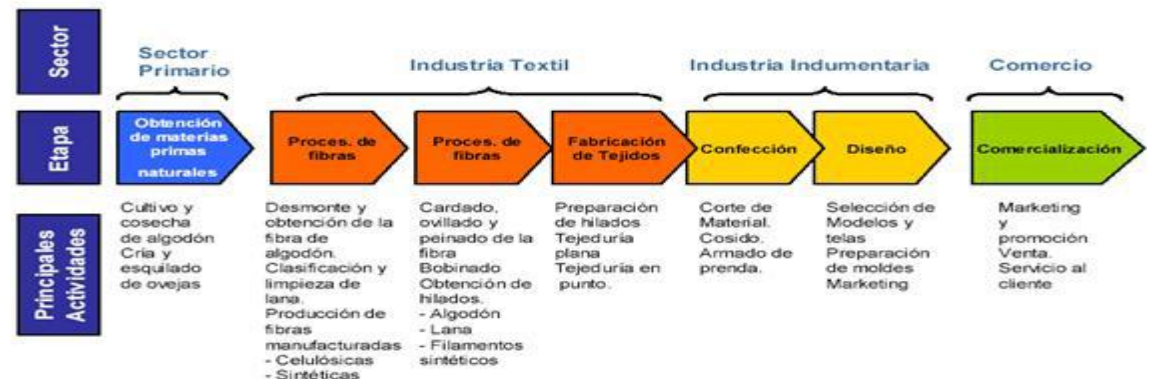 Sector
Sector
Primario
Industria Textil
Industria Indumentaria
Comercio
Etapa
Obtención
de materias
primas
naturales
Proces. de
fibras
Proces. de
fibras
Fabricación
de Tejidos
Confección
Diseño
Comercialización
Principales
Actividades
Cultivo y
cosecha
de algodón
Cría y
esquilado
de ovejas
Desmonte y
obtención de la
fibra de
algodón.
Clasificación y
limpieza de
lana.
Producción de
fibras
manufacturadas
- Celulósicas
- Sintéticas
Cardado,
ovillado y
peinado de la
fibra
Bobinado
Obtención de
hilados.
- Algodón
- Lana
- Filamentos
sintéticos
Preparación
de hilados
Tejeduría
plana
Tejeduría en
punto.
Corte de
Material.
Cosido.
Armado de
prenda.
Selección de
Modelos y
telas
Preparación
de moldes
Marketing
Marketing
y
promoción
Venta.
Servicio al
cliente